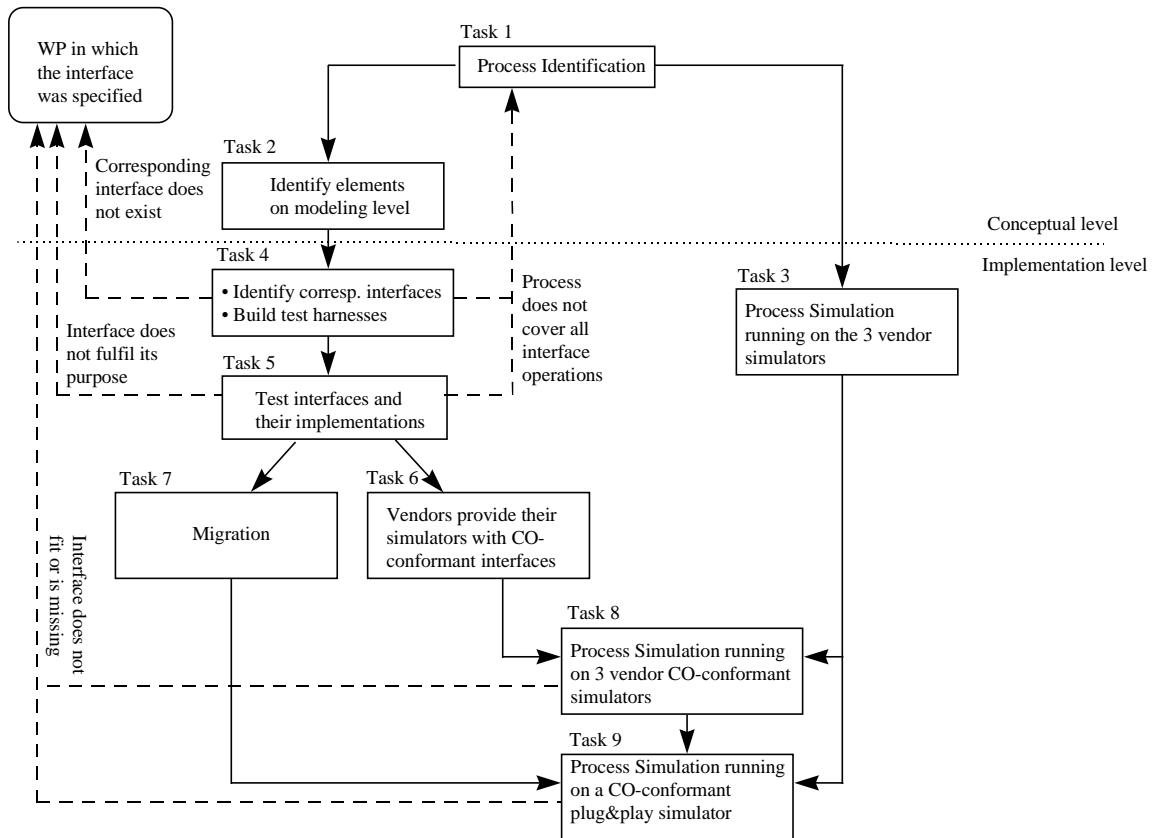 Task 1
Process Identification
WP in which
the interface
was specified
Task 2
Identify elements
on modeling level
Corresponding
interface does
not exist
Conceptual level
Implementation level
Task 4
• Identify corresp. interfaces
• Build test harnesses
Process
does not
cover all
interface
operations
Task 3
Process Simulation
running on the 3 vendor
simulators
Interface does
not fulfil its
purpose
Task 5
Test interfaces and
their implementations
Task 7
Migration
Task 6
Vendors provide their
simulators with CO-
conformant interfaces
Interface does not
fit or is missing
Task 8
Process Simulation running
on 3 vendor CO-conformant
simulators
Task 9
Process Simulation running
on a CO-conformant
plug&play simulator